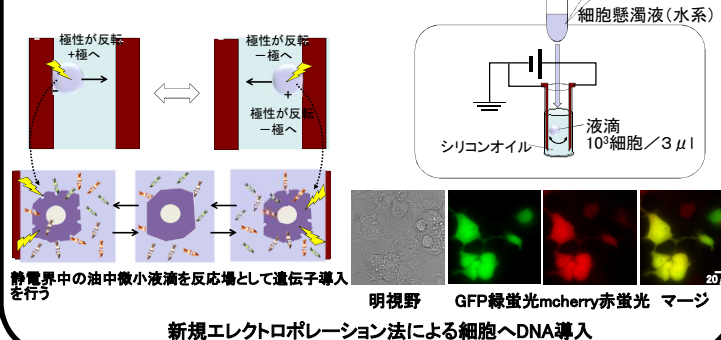 細胞懸濁液(水系)
極性が反転
+極へ
極性が反転
－極へ
-
+
極性が反転
－極へ
シリコンオイル
液滴
10³細胞／3μl
静電界中の油中微小液滴を反応場として遺伝子導入
を行う
20
明視野 GFP緑蛍光mcherry赤蛍光 マージ
新規エレクトロポレーション法による細胞へDNA導入